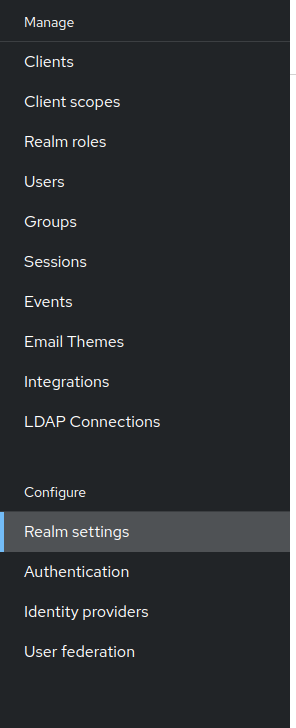 Manage
Clients
Client scopes
Realm roles
Users
Groups
Sessions
Events
Email Themes
Integrations
LDAP Connections
Configure
Realm settings
Authentication
Identity providers
User federation